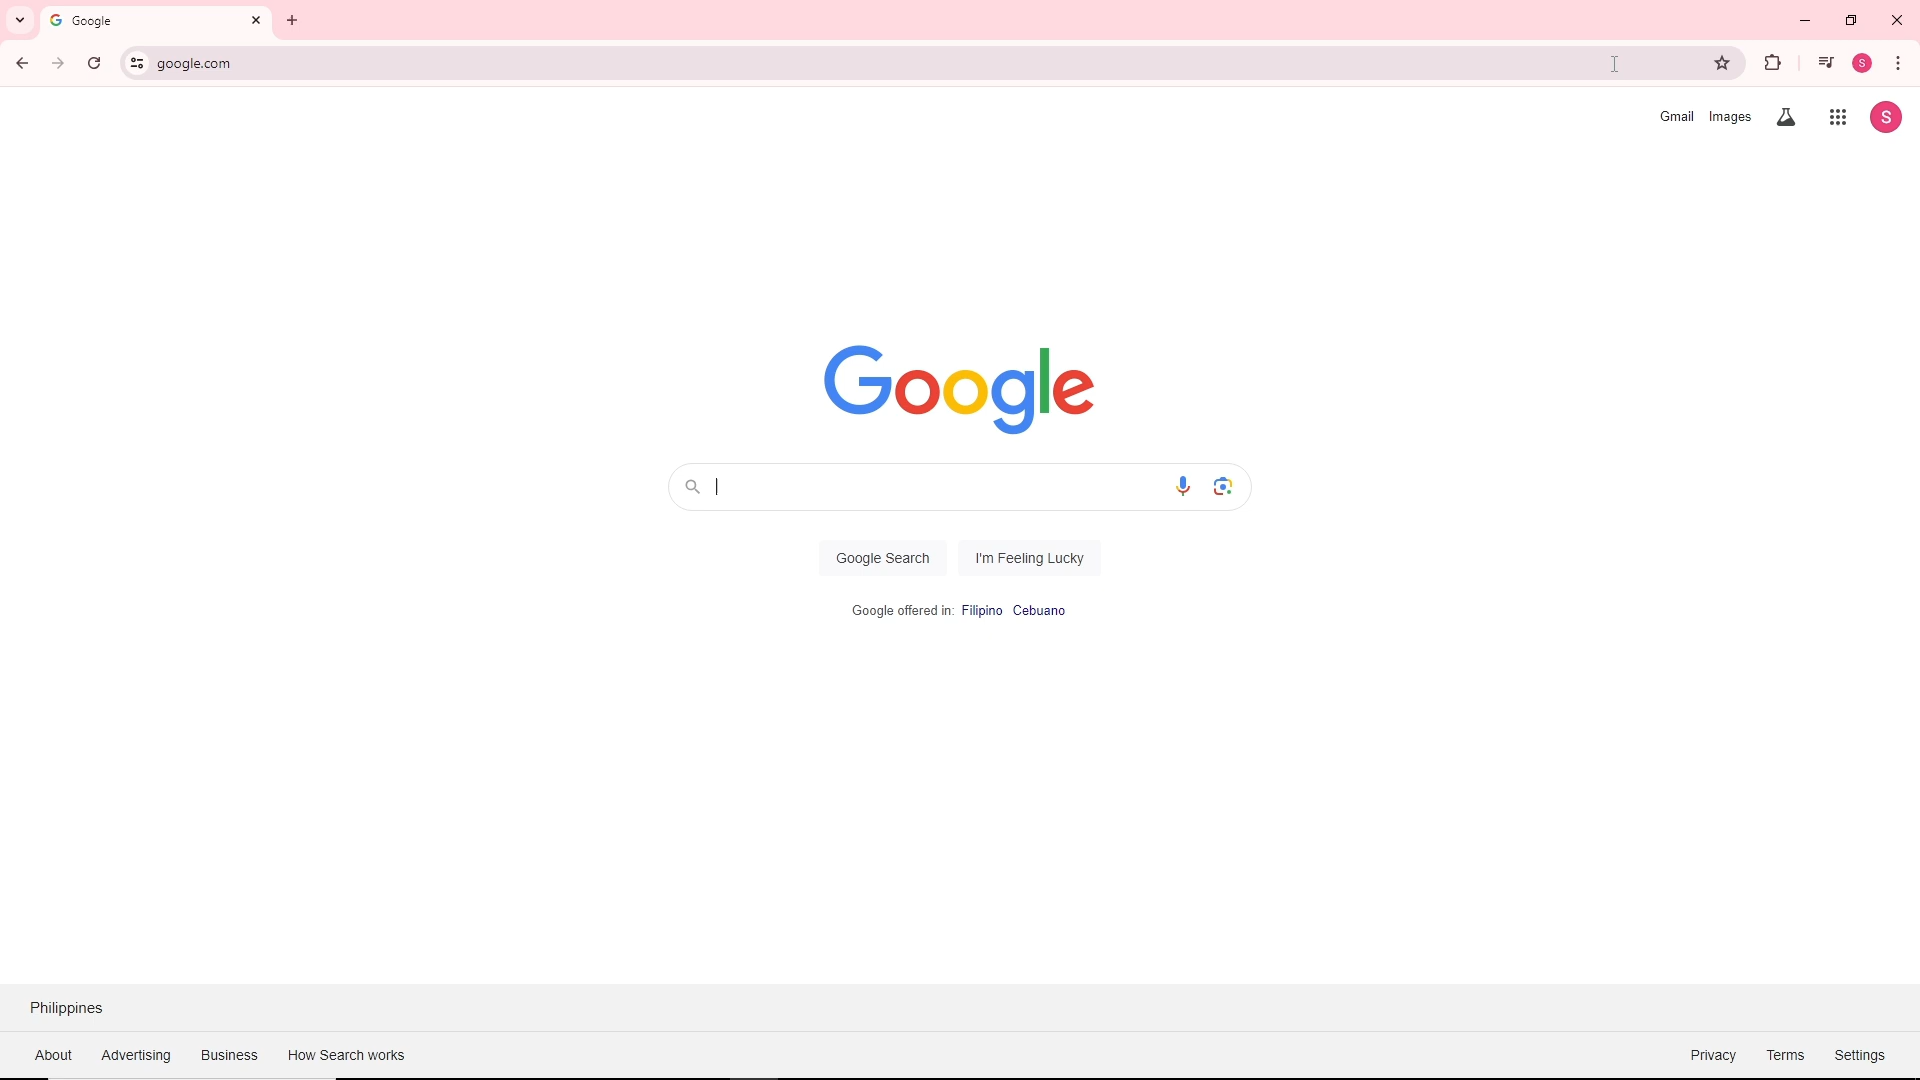 Google
google.com
S
Gmail Images
S
Google
Google Search I'm Feeling Lucky
Google offered in: Filipino Cebuano
Philippines
About Advertising Business How Search works Privacy Terms Settings